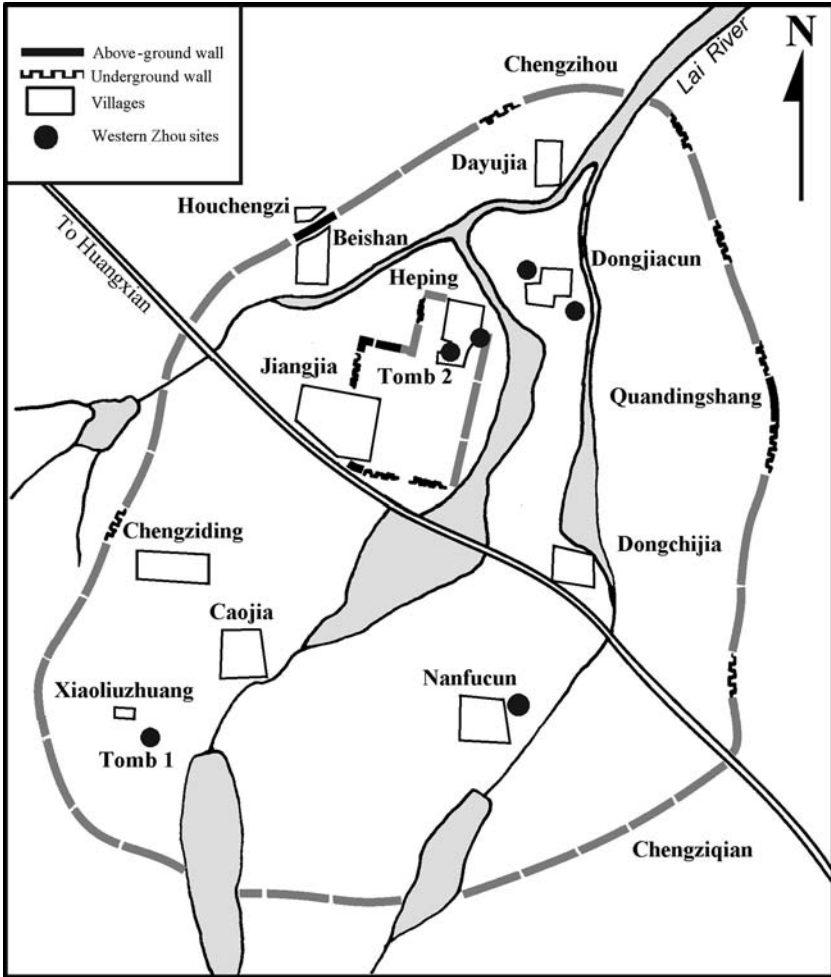 Above-ground wall
Underground wall
Villages
Western Zhou sites
N
Lai River
Chengzihou
Dayujia
Houchengzi
Beishan
To Huangxian
Heping
Dongjiacun
Jiangjia
Tomb 2
Quandingshang
Chengziding
Dongchijia
Caojia
Xiaoliuzhuang
Nanfucun
Tomb 1
Chengziqian